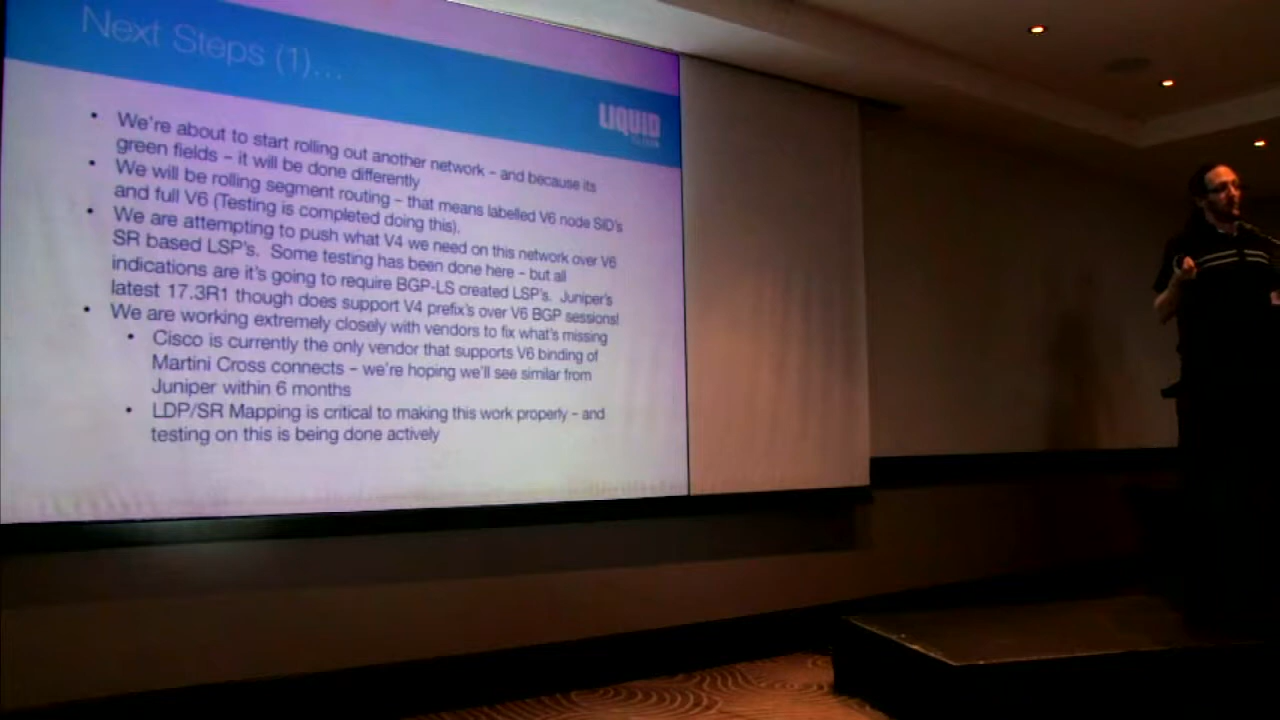 Next Steps (1)...
LIQUID
• We're about to start rolling out another network – and because its
green fields – it will be done differently
• We will be rolling segment routing – that means labelled V6 node SID's
and full V6 (Testing is completed doing this).
• We are attempting to push what V4 we need on this network over V6
SR based LSP's. Some testing has been done here – but all
indications are it's going to require BGP-LS created LSP's. Juniper's
latest 17.3R1 though does support V4 prefix's over V6 BGP sessions!
• We are working extremely closely with vendors to fix what's missing
• Cisco is currently the only vendor that supports V6 binding of
Martini Cross connects – we're hoping we'll see similar from
Juniper within 6 months
• LDP/SR Mapping is critical to making this work properly – and
testing on this is being done actively